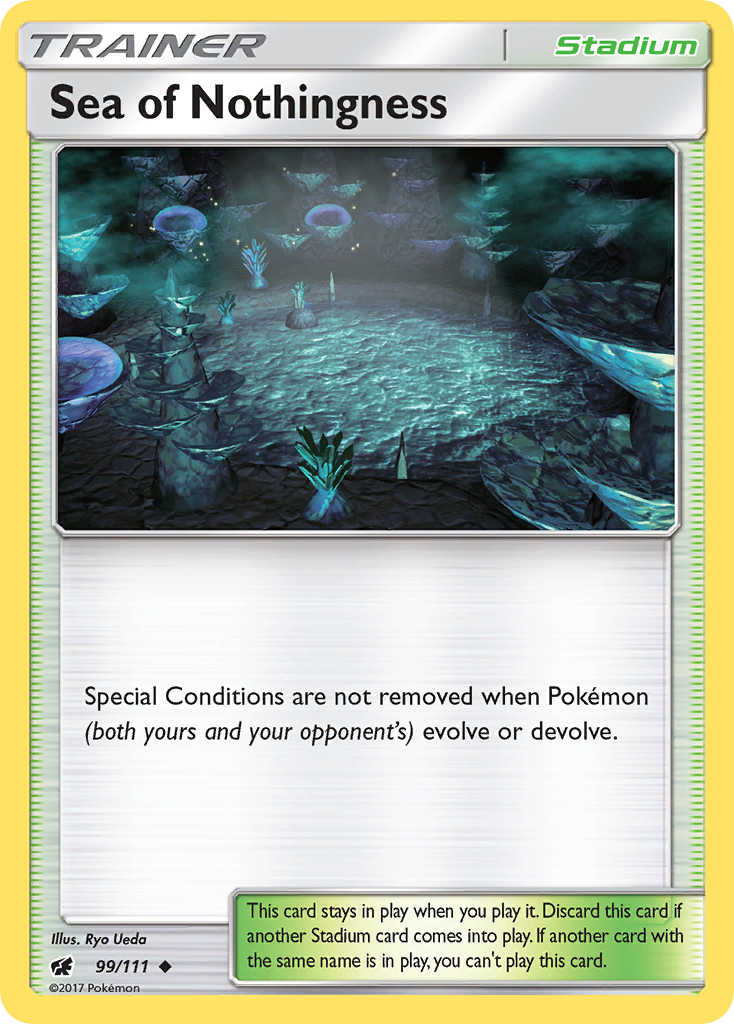 TRAINER
Stadium
Sea of Nothingness
Special Conditions are not removed when Pokémon
(both yours and your opponent's) evolve or devolve.
This card stays in play when you play it. Discard this card if
another Stadium card comes into play. If another card with
the same name is in play, you can't play this card.
Illus. Ryo Ueda
99/111
©2017 Pokémon